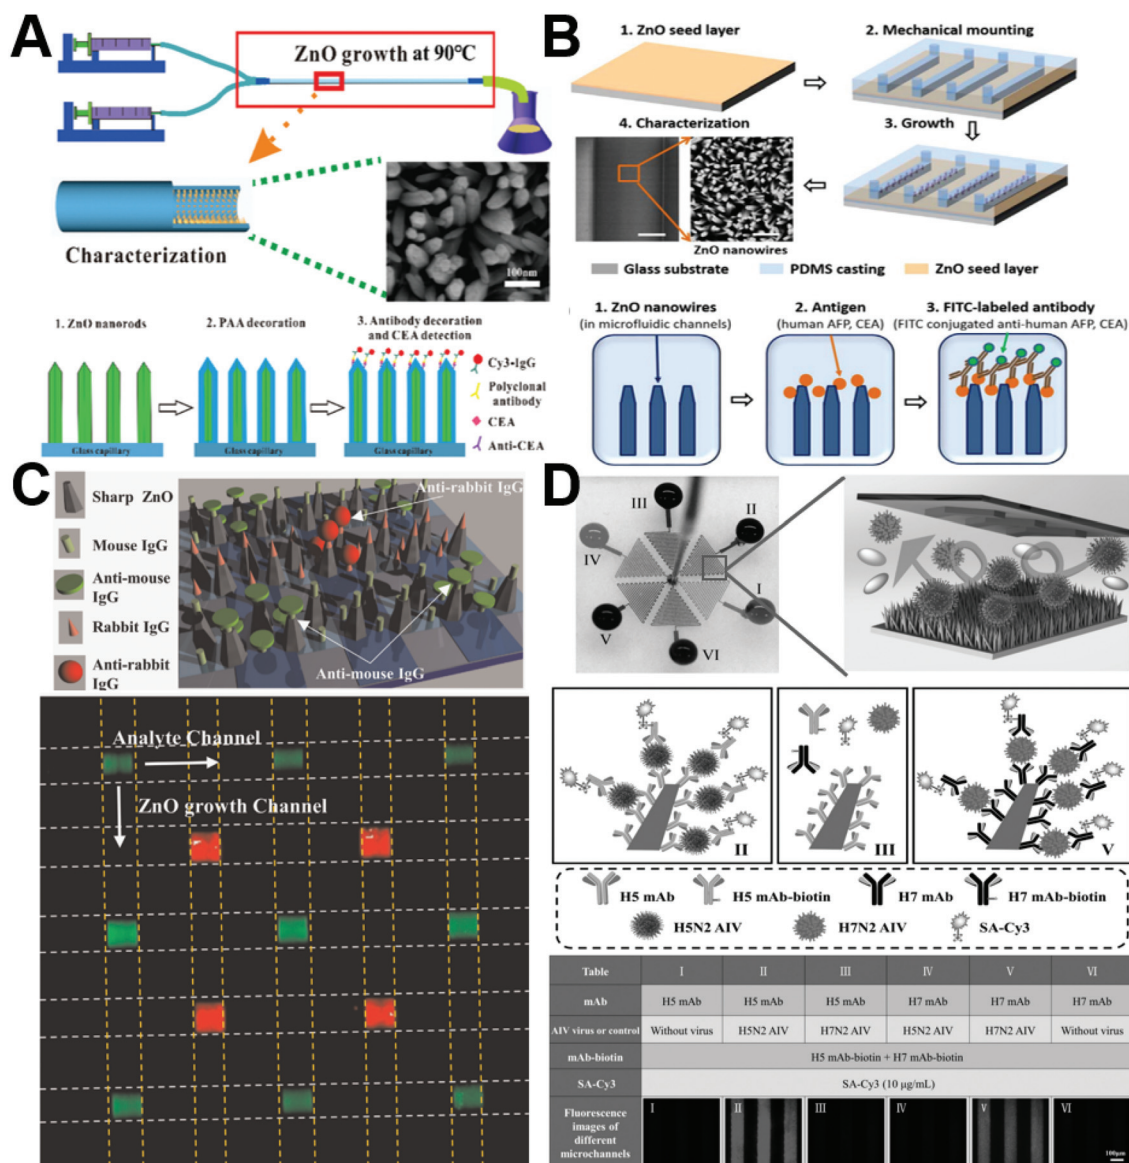 A
ZnO growth at 90°C
Characterization
100nm
1. ZnO nanorods
2. PAA decoration
3. Antibody decoration
and CEA detection
Cy3-IgG
Polyclonal
antibody
CEA
Anti-CEA
Glass capillary
Glass capillary
Glass capillary
B
1. ZnO seed layer
2. Mechanical mounting
4. Characterization
3. Growth
ZnO nanowires
Glass substrate
PDMS casting
ZnO seed layer
1. ZnO nanowires
(in microfluidic channels)
2. Antigen
(human AFP, CEA)
3. FITC-labeled antibody
(FITC conjugated anti-human AFP, CEA)
C
Sharp ZnO
Mouse IgG
Anti-mouse
IgG
Rabbit IgG
Anti-rabbit
IgG
Anti-rabbit IgG
Anti-mouse IgG
Analyte Channel
ZnO growth Channel
D
III
II
IV
I
V
VI
II
III
V
H5 mAb
H5 mAb-biotin
H7 mAb
H7 mAb-biotin
H5N2 AIV
H7N2 AIV
SA-Cy3
Table I II III IV V VI
mAb H5 mAb H5 mAb H5 mAb H7 mAb H7 mAb H7 mAb
AIV virus or control Without virus H5N2 AIV H7N2 AIV H5N2 AIV H7N2 AIV Without virus
mAb-biotin H5 mAb-biotin + H7 mAb-biotin
SA-Cy3 SA-Cy3 (10 μg/mL)
Fluorescence
images of
different
microchannels
I II III IV V VI
100μm